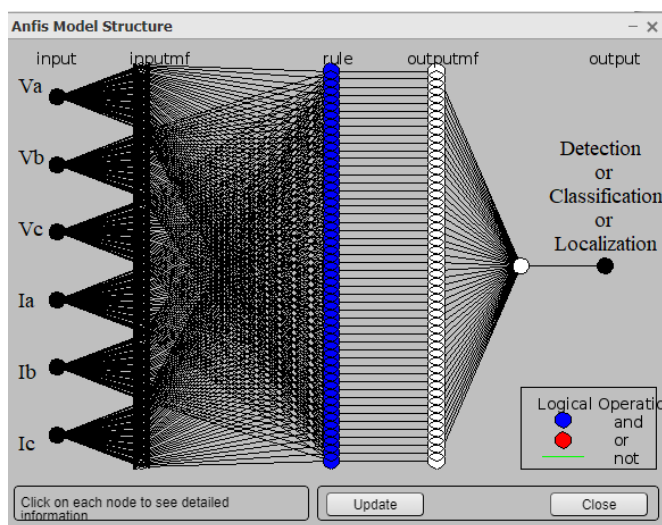 Anfis Model Structure
input
inputmf
rule
outputmf
output
Va
Vb
Vc
Ia
Ib
Ic
Detection
or
Classification
or
Localization
Logical Operatio
and
or
not
Click on each node to see detailed
information
Update
Close